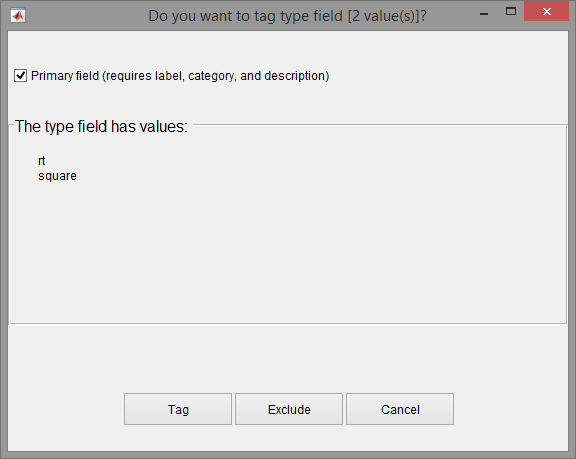 Do you want to tag type field [2 value(s)]?
Primary field (requires label, category, and description)
The type field has values:
rt
square
Tag
Exclude
Cancel